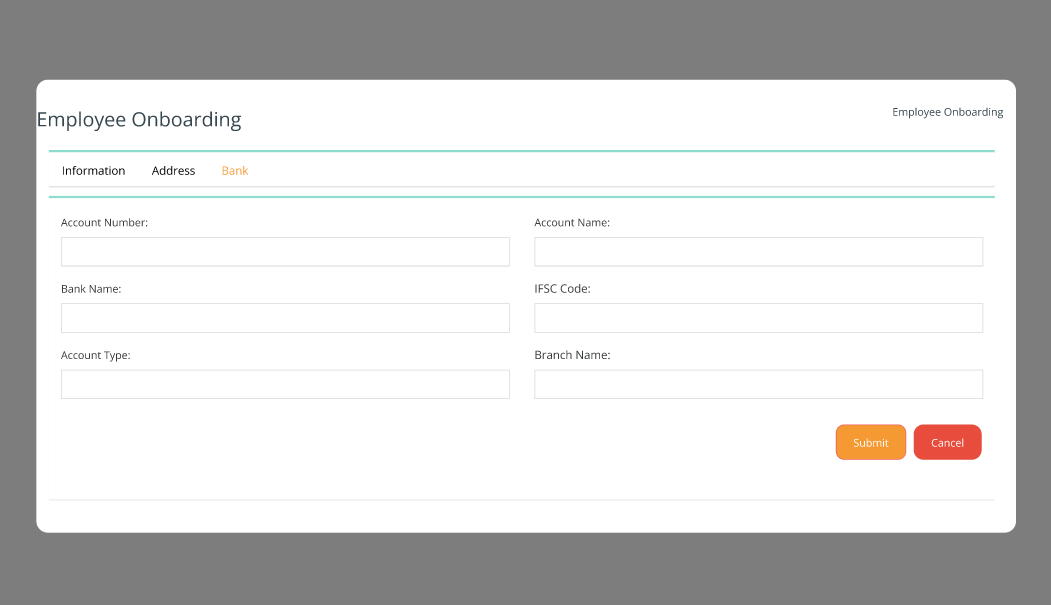 Employee Onboarding
Employee Onboarding
Information Address Bank
Account Number: Account Name:
Bank Name: IFSC Code:
Account Type: Branch Name:
Submit Cancel